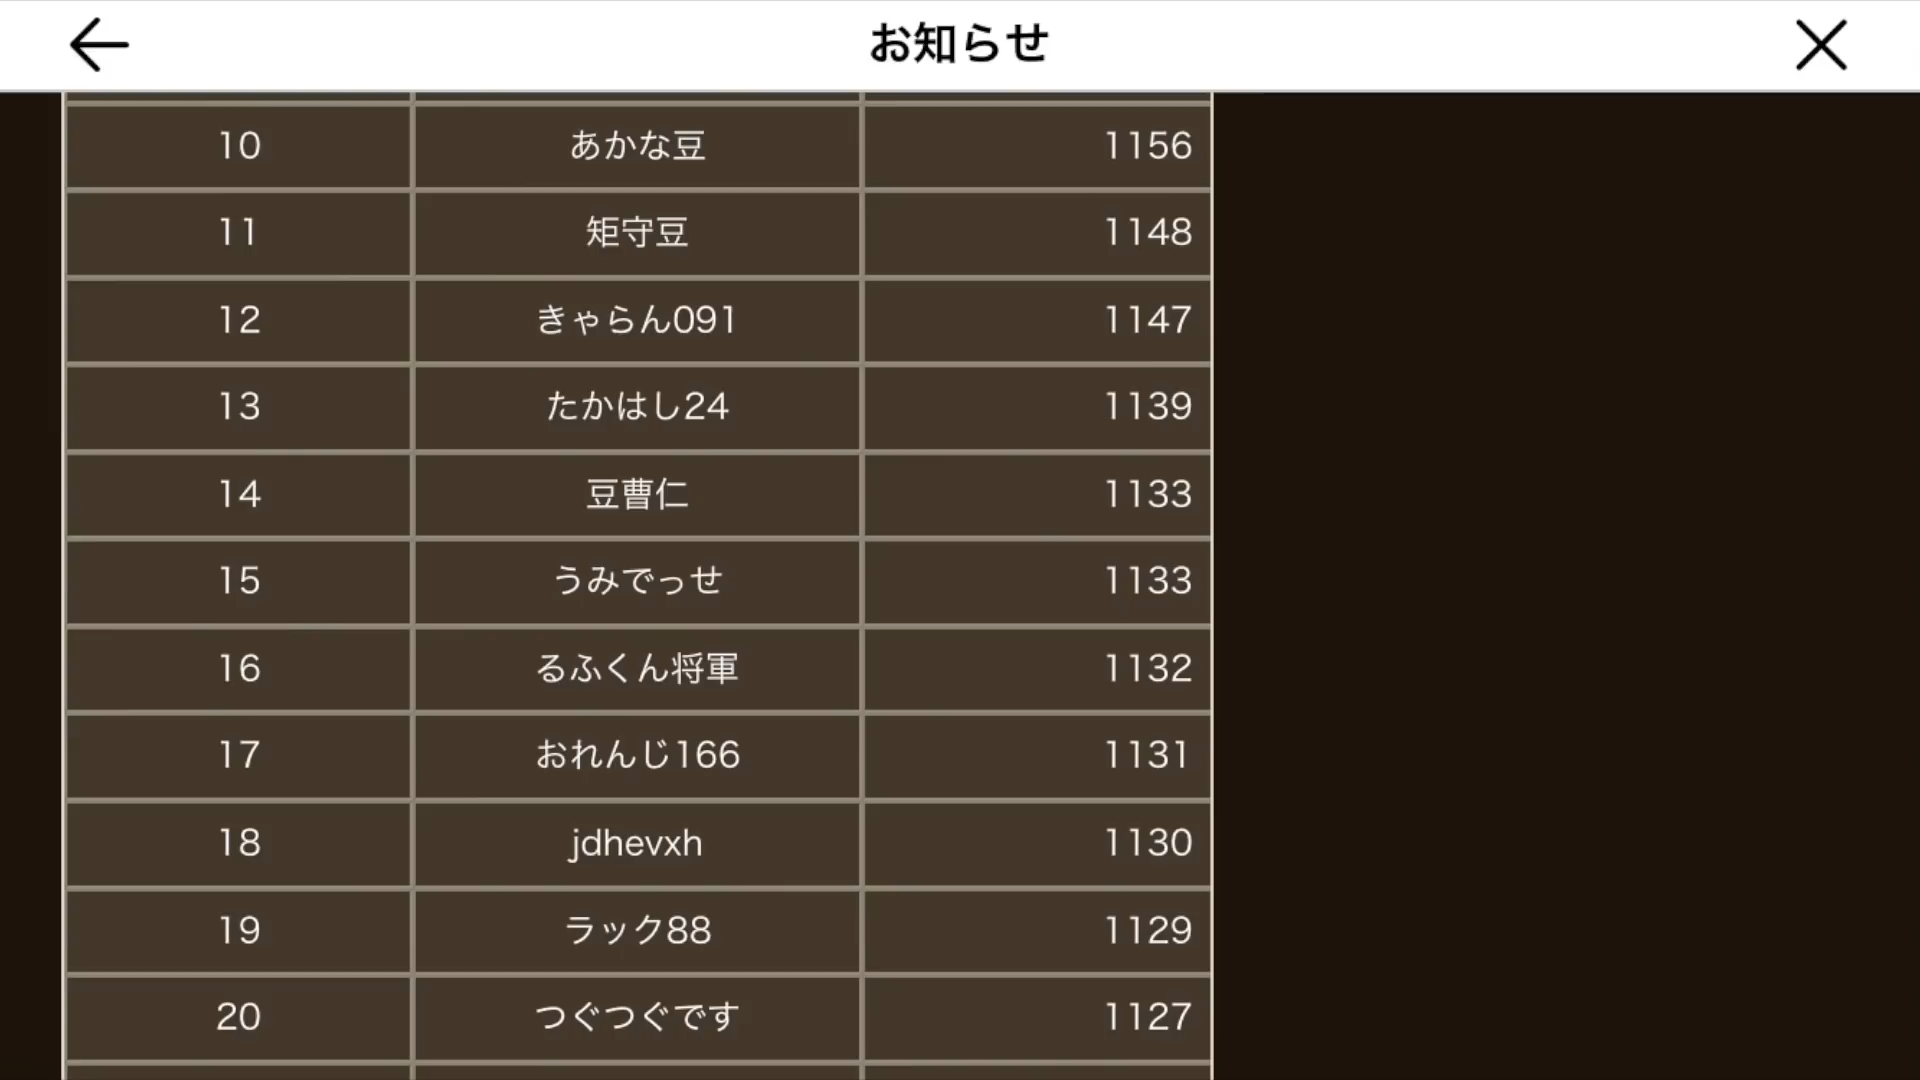 お知らせ
10 あかな豆 1156
11 矩守豆 1148
12 きゃらん091 1147
13 たかはし24 1139
14 豆曹仁 1133
15 うみでっせ 1133
16 るふくん将軍 1132
17 おれんじ166 1131
18 jdhevxh 1130
19 ラック88 1129
20 つぐつぐです 1127